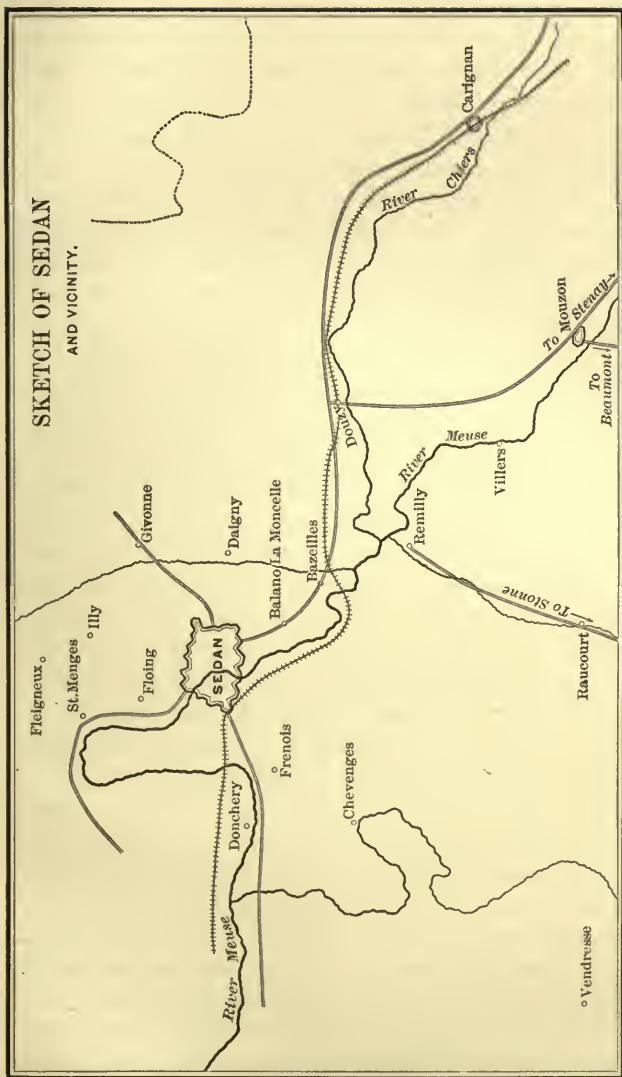 SKETCH OF SEDAN
AND VICINITY.
Fleigneux
St.Menges
Illy
Floing
Givonne
Daigny
SEDAN
Balano
La Moncelle
Bazeilles
Douzy
Carignan
River Chiers
To Mouzon
Stenay
To
Beaumont
River Meuse
Villers
Remilly
To Stonne
Raucourt
Frenois
Donchery
Chevenges
River Meuse
Vendresse